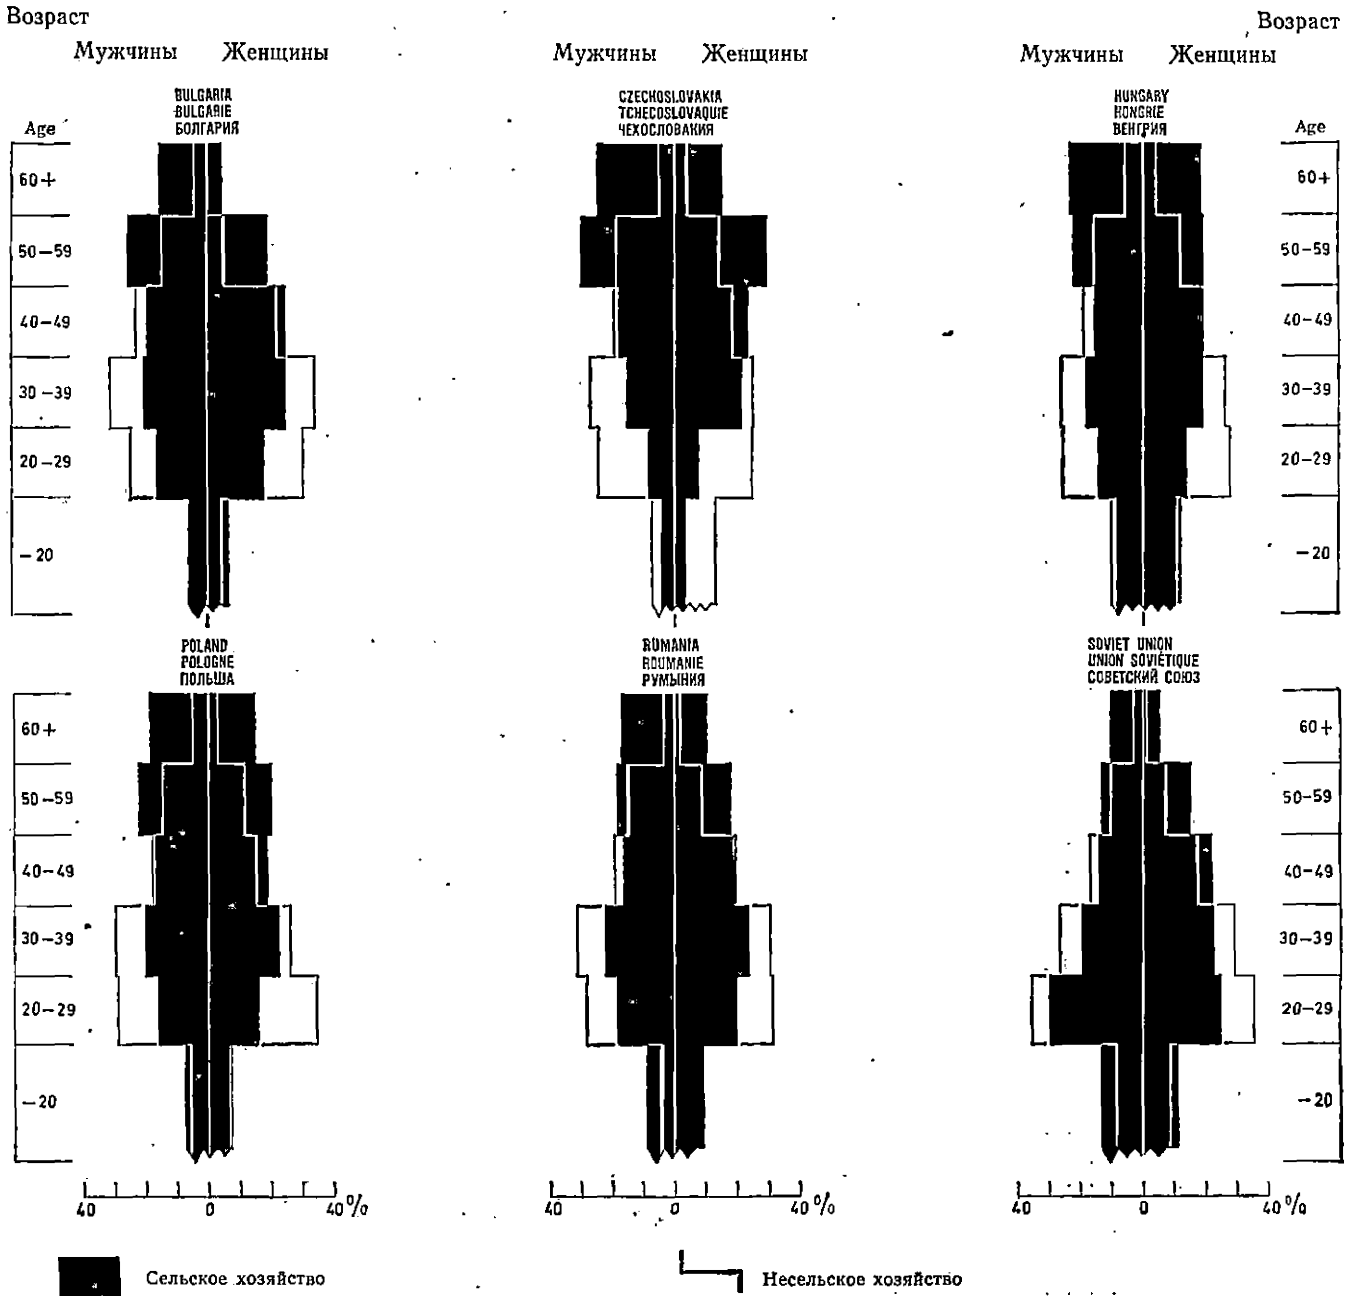 Возраст
Возраст
Мужчины Женщины
Мужчины Женщины
Мужчины Женщины
BULGARIA
BULGARIE
БОЛГАРИЯ
CZECHOSLOVAKIA
TCHECOSLOVAQUIE
ЧЕХОСЛОВАКИЯ
HUNGARY
HONGRIE
ВЕНГРИЯ
Age
Age
60+
60+
50–59
50–59
40–49
40–49
30–39
30–39
20–29
20–29
–20
–20
POLAND
POLOGNE
ПОЛЬША
RUMANIA
ROUMANIE
РУМЫНИЯ
SOVIET UNION
UNION SOVIÉTIQUE
СОВЕТСКИЙ СОЮЗ
60+
60+
50–59
50–59
40–49
40–49
30–39
30–39
20–29
20–29
–20
–20
40 0 40%
40 0 40%
40 0 40%
Сельское хозяйство
Несельское хозяйство